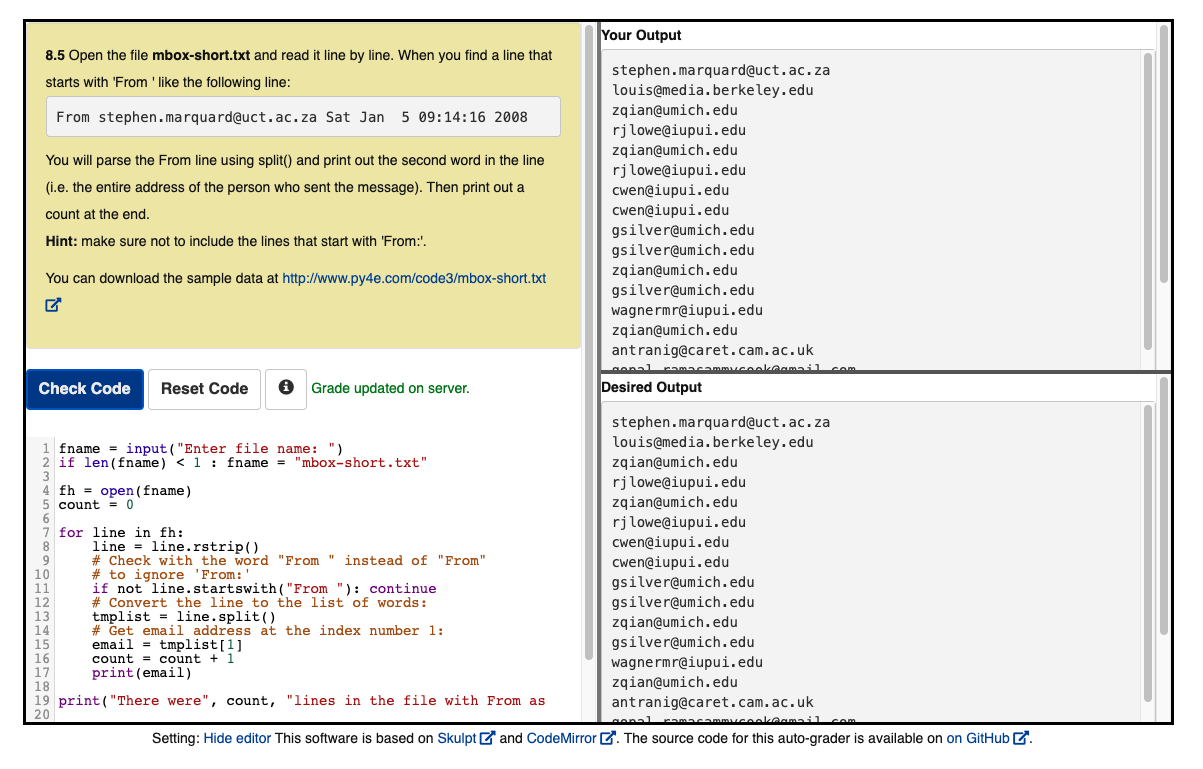 8.5 Open the file mbox-short.txt and read it line by line. When you find a line that
starts with 'From ' like the following line:
From stephen.marquard@uct.ac.za Sat Jan  5 09:14:16 2008
You will parse the From line using split() and print out the second word in the line
(i.e. the entire address of the person who sent the message). Then print out a
count at the end.
Hint: make sure not to include the lines that start with 'From:'.
You can download the sample data at http://www.py4e.com/code3/mbox-short.txt
Check Code
Reset Code
Grade updated on server.
1 fname = input("Enter file name: ")
2 if len(fname) < 1 : fname = "mbox-short.txt"
3
4 fh = open(fname)
5 count = 0
6
7 for line in fh:
8     line = line.rstrip()
9     # Check with the word "From " instead of "From"
10     # to ignore 'From:'
11     if not line.startswith("From "): continue
12     # Convert the line to the list of words:
13     tmplist = line.split()
14     # Get email address at the index number 1:
15     email = tmplist[1]
16     count = count + 1
17     print(email)
18
19 print("There were", count, "lines in the file with From as
20
Your Output
stephen.marquard@uct.ac.za
louis@media.berkeley.edu
zqian@umich.edu
rjlowe@iupui.edu
zqian@umich.edu
rjlowe@iupui.edu
cwen@iupui.edu
cwen@iupui.edu
gsilver@umich.edu
gsilver@umich.edu
zqian@umich.edu
gsilver@umich.edu
wagnermr@iupui.edu
zqian@umich.edu
antranig@caret.cam.ac.uk
gopal.ramasammycook@gmail.com
Desired Output
stephen.marquard@uct.ac.za
louis@media.berkeley.edu
zqian@umich.edu
rjlowe@iupui.edu
zqian@umich.edu
rjlowe@iupui.edu
cwen@iupui.edu
cwen@iupui.edu
gsilver@umich.edu
gsilver@umich.edu
zqian@umich.edu
gsilver@umich.edu
wagnermr@iupui.edu
zqian@umich.edu
antranig@caret.cam.ac.uk
gopal.ramasammycook@gmail.com
Setting: Hide editor This software is based on Skulpt and CodeMirror. The source code for this auto-grader is available on on GitHub.